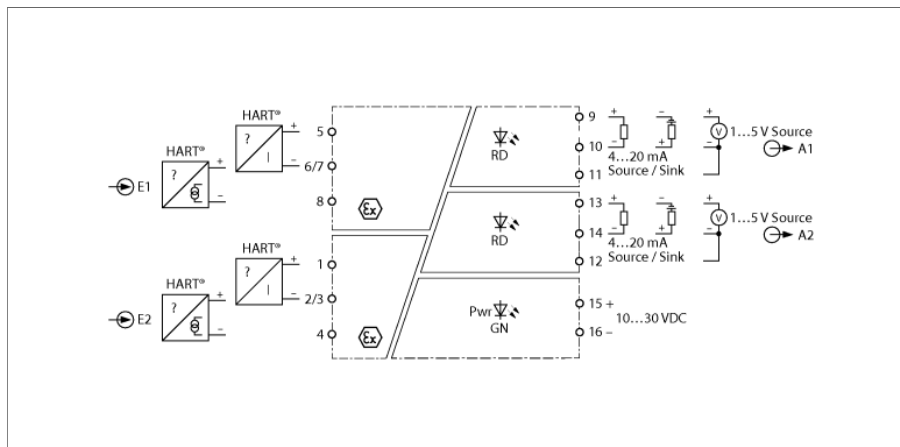 HART®
? I
+
−
5
6/7
8
HART®
?
+
−
E1
Ex
HART®
? I
+
−
1
2/3
4
HART®
?
+
−
E2
Ex
RD
9
10
11
+
−
−
+
+
−
V
1…5 V Source
4…20 mA
Source / Sink
A1
RD
13
14
12
+
−
−
+
+
−
V
1…5 V Source
4…20 mA
Source / Sink
A2
Pwr
GN
15 +
16 −
10…30 VDC